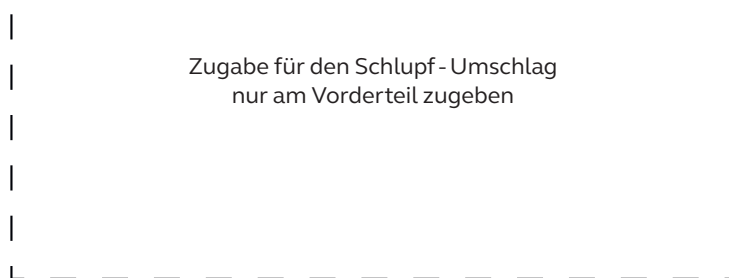 Zugabe für den Schlupf - Umschlag
nur am Vorderteil zugeben